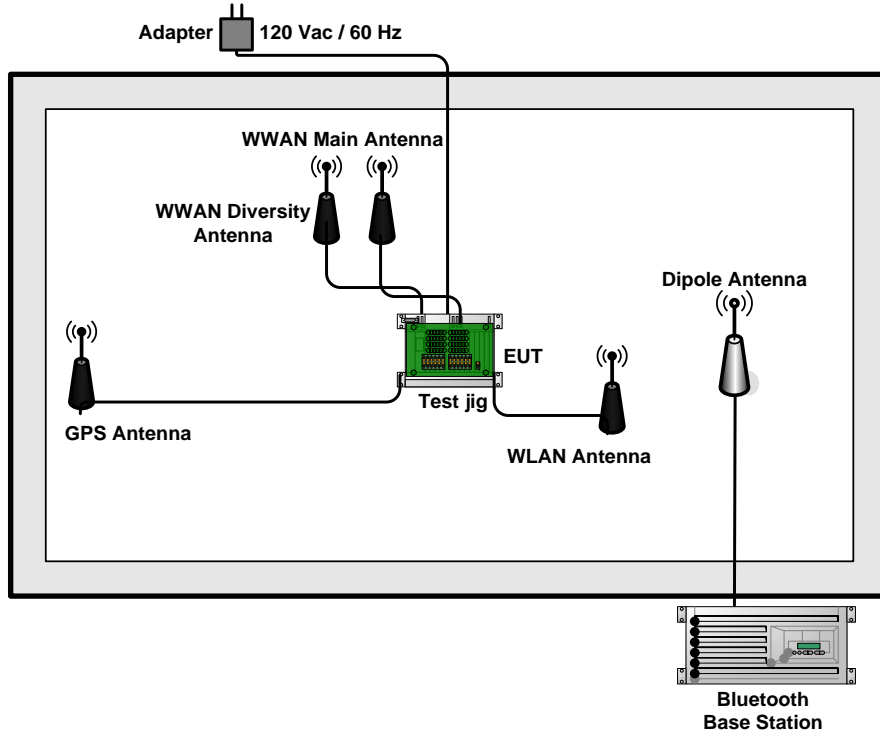 Adapter
120 Vac / 60 Hz
WWAN Main Antenna
WWAN Diversity
Antenna
Dipole Antenna
EUT
Test jig
GPS Antenna
WLAN Antenna
Bluetooth
Base Station